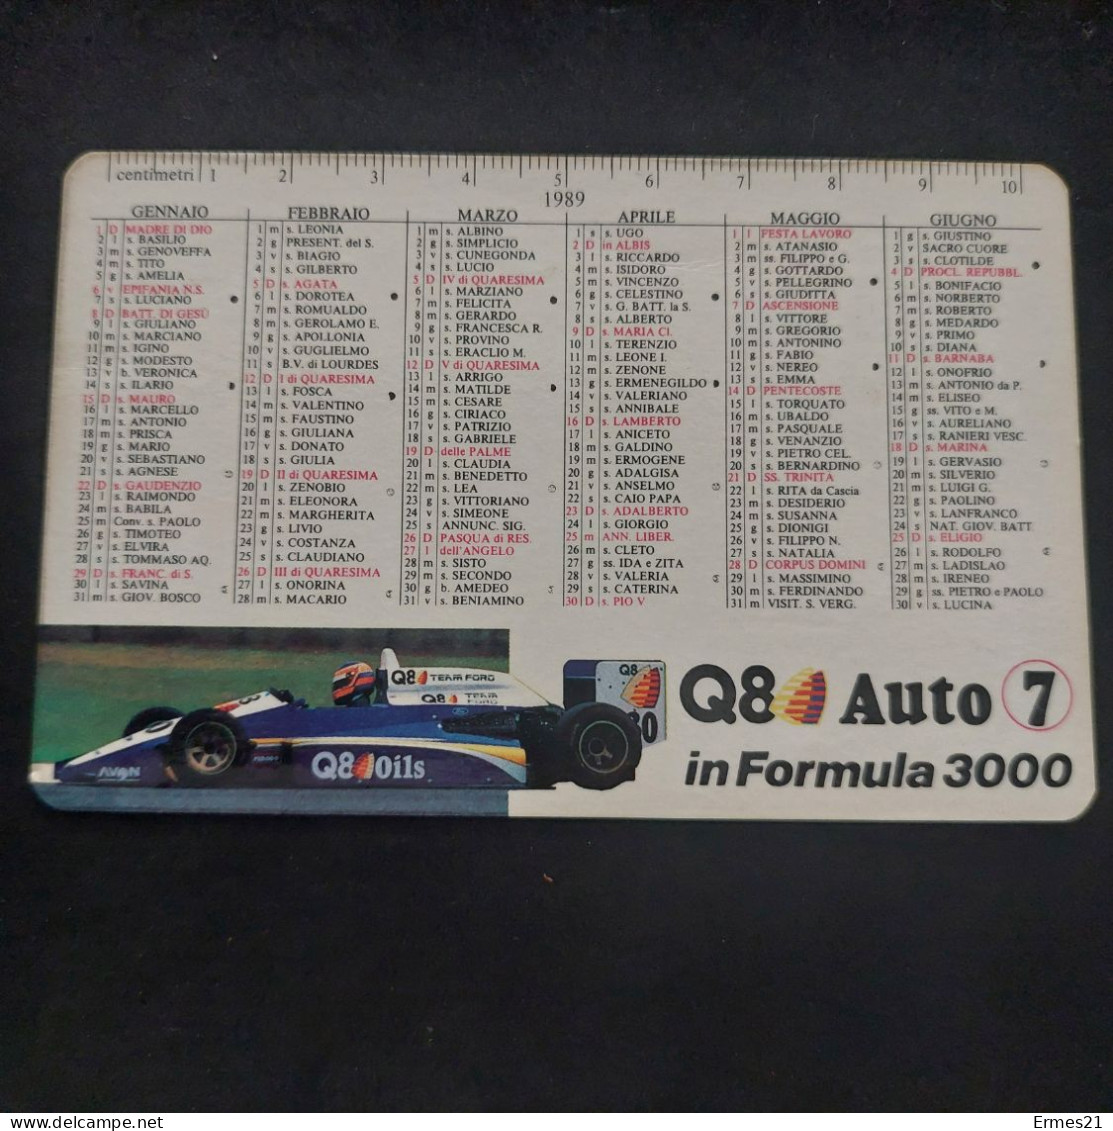 centimetri 1 2 3 4 5 6 7 8 9 10
1989
GENNAIO
1 D MADRE DI DIO
2 l s. BASILIO
3 m s. GENOVEFFA
4 m s. TITO
5 g s. AMELIA
6 v EPIFANIA N.S.
7 s s. LUCIANO
8 D BATT. DI GESÙ
9 l s. GIULIANO
10 m s. MARCIANO
11 m s. IGINO
12 g s. MODESTO
13 v b. VERONICA
14 s s. ILARIO
15 D s. MAURO
16 l s. MARCELLO
17 m s. ANTONIO
18 m s. PRISCA
19 g s. MARIO
20 v s. SEBASTIANO
21 s s. AGNESE
22 D s. GAUDENZIO
23 l s. RAIMONDO
24 m s. BABILA
25 m Conv. s. PAOLO
26 g s. TIMOTEO
27 v s. ELVIRA
28 s s. TOMMASO AQ.
29 D s. FRANC. di S.
30 l s. SAVINA
31 m s. GIOV. BOSCO
FEBBRAIO
1 m s. LEONIA
2 g PRESENT. del S.
3 v s. BIAGIO
4 s s. GILBERTO
5 D s. AGATA
6 l s. DOROTEA
7 m s. ROMUALDO
8 m s. GEROLAMO E.
9 g s. APOLLONIA
10 v s. GUGLIELMO
11 s B.V. di LOURDES
12 D I di QUARESIMA
13 l s. FOSCA
14 m s. VALENTINO
15 m s. FAUSTINO
16 g s. GIULIANA
17 v s. DONATO
18 s s. GIULIA
19 D II di QUARESIMA
20 l s. ZENOBIO
21 m s. ELEONORA
22 m s. MARGHERITA
23 g s. LIVIO
24 v s. COSTANZA
25 s s. CLAUDIANO
26 D III di QUARESIMA
27 l s. ONORINA
28 m s. MACARIO
MARZO
1 m s. ALBINO
2 g s. SIMPLICIO
3 v s. CUNEGONDA
4 s s. LUCIO
5 D IV di QUARESIMA
6 l s. MARZIANO
7 m s. FELICITA
8 m s. GERARDO
9 g s. FRANCESCA R.
10 v s. PROVINO
11 s s. ERACLIO M.
12 D V di QUARESIMA
13 l s. ARRIGO
14 m s. MATILDE
15 m s. CESARE
16 g s. CIRIACO
17 v s. PATRIZIO
18 s s. GABRIELE
19 D delle PALME
20 l s. CLAUDIA
21 m s. BENEDETTO
22 m s. LEA
23 g s. VITTORIANO
24 v s. SIMEONE
25 s ANNUNC. SIG.
26 D PASQUA di RES.
27 l dell'ANGELO
28 m s. SISTO
29 m s. SECONDO
30 g b. AMEDEO
31 v s. BENIAMINO
APRILE
1 s s. UGO
2 D in ALBIS
3 l s. RICCARDO
4 m s. ISIDORO
5 m s. VINCENZO
6 g s. CELESTINO
7 v s. G. BATT. la S.
8 s s. ALBERTO
9 D s. MARIA Cl.
10 l s. TERENZIO
11 m s. LEONE I.
12 m s. ZENONE
13 g s. ERMENEGILDO
14 v s. VALERIANO
15 s s. ANNIBALE
16 D s. LAMBERTO
17 l s. ANICETO
18 m s. GALDINO
19 m s. ERMOGENE
20 g s. ADALGISA
21 v s. ANSELMO
22 s s. CAIO PAPA
23 D s. ADALBERTO
24 l s. GIORGIO
25 m ANN. LIBER.
26 m s. CLETO
27 g ss. IDA e ZITA
28 v s. VALERIA
29 s s. CATERINA
30 D s. PIO V
MAGGIO
1 l FESTA LAVORO
2 m s. ATANASIO
3 m ss. FILIPPO e G.
4 g s. GOTTARDO
5 v s. PELLEGRINO
6 s s. GIUDITTA
7 D ASCENSIONE
8 l s. VITTORE
9 m s. GREGORIO
10 m s. ANTONINO
11 g s. FABIO
12 v s. NEREO
13 s s. EMMA
14 D PENTECOSTE
15 l s. TORQUATO
16 m s. UBALDO
17 m s. PASQUALE
18 g s. VENANZIO
19 v s. PIETRO CEL.
20 s s. BERNARDINO
21 D SS. TRINITA
22 l s. RITA da Cascia
23 m s. DESIDERIO
24 m s. SUSANNA
25 g s. DIONIGI
26 v s. FILIPPO N.
27 s s. NATALIA
28 D CORPUS DOMINI
29 l s. MASSIMINO
30 m s. FERDINANDO
31 m VISIT. S. VERG.
GIUGNO
1 g s. GIUSTINO
2 v SACRO CUORE
3 s s. CLOTILDE
4 D PROCL. REPUBBL.
5 l s. BONIFACIO
6 m s. NORBERTO
7 m s. ROBERTO
8 g s. MEDARDO
9 v s. PRIMO
10 s s. DIANA
11 D s. BARNABA
12 l s. ONOFRIO
13 m s. ANTONIO da P.
14 m s. ELISEO
15 g ss. VITO e M.
16 v s. AURELIANO
17 s s. RANIERI VESC.
18 D s. MARINA
19 l s. GERVASIO
20 m s. SILVERIO
21 m s. LUIGI G.
22 g s. PAOLINO
23 v s. LANFRANCO
24 s NAT. GIOV. BATT
25 D s. ELIGIO
26 l s. RODOLFO
27 m s. LADISLAO
28 m s. IRENEO
29 g ss. PIETRO e PAOLO
30 v s. LUCINA
Q8 TEAM FORD
Q8 TEAM FORD
Q8 Oils
AVON
Q8
Q8 Auto 7
in Formula 3000
Ermes21